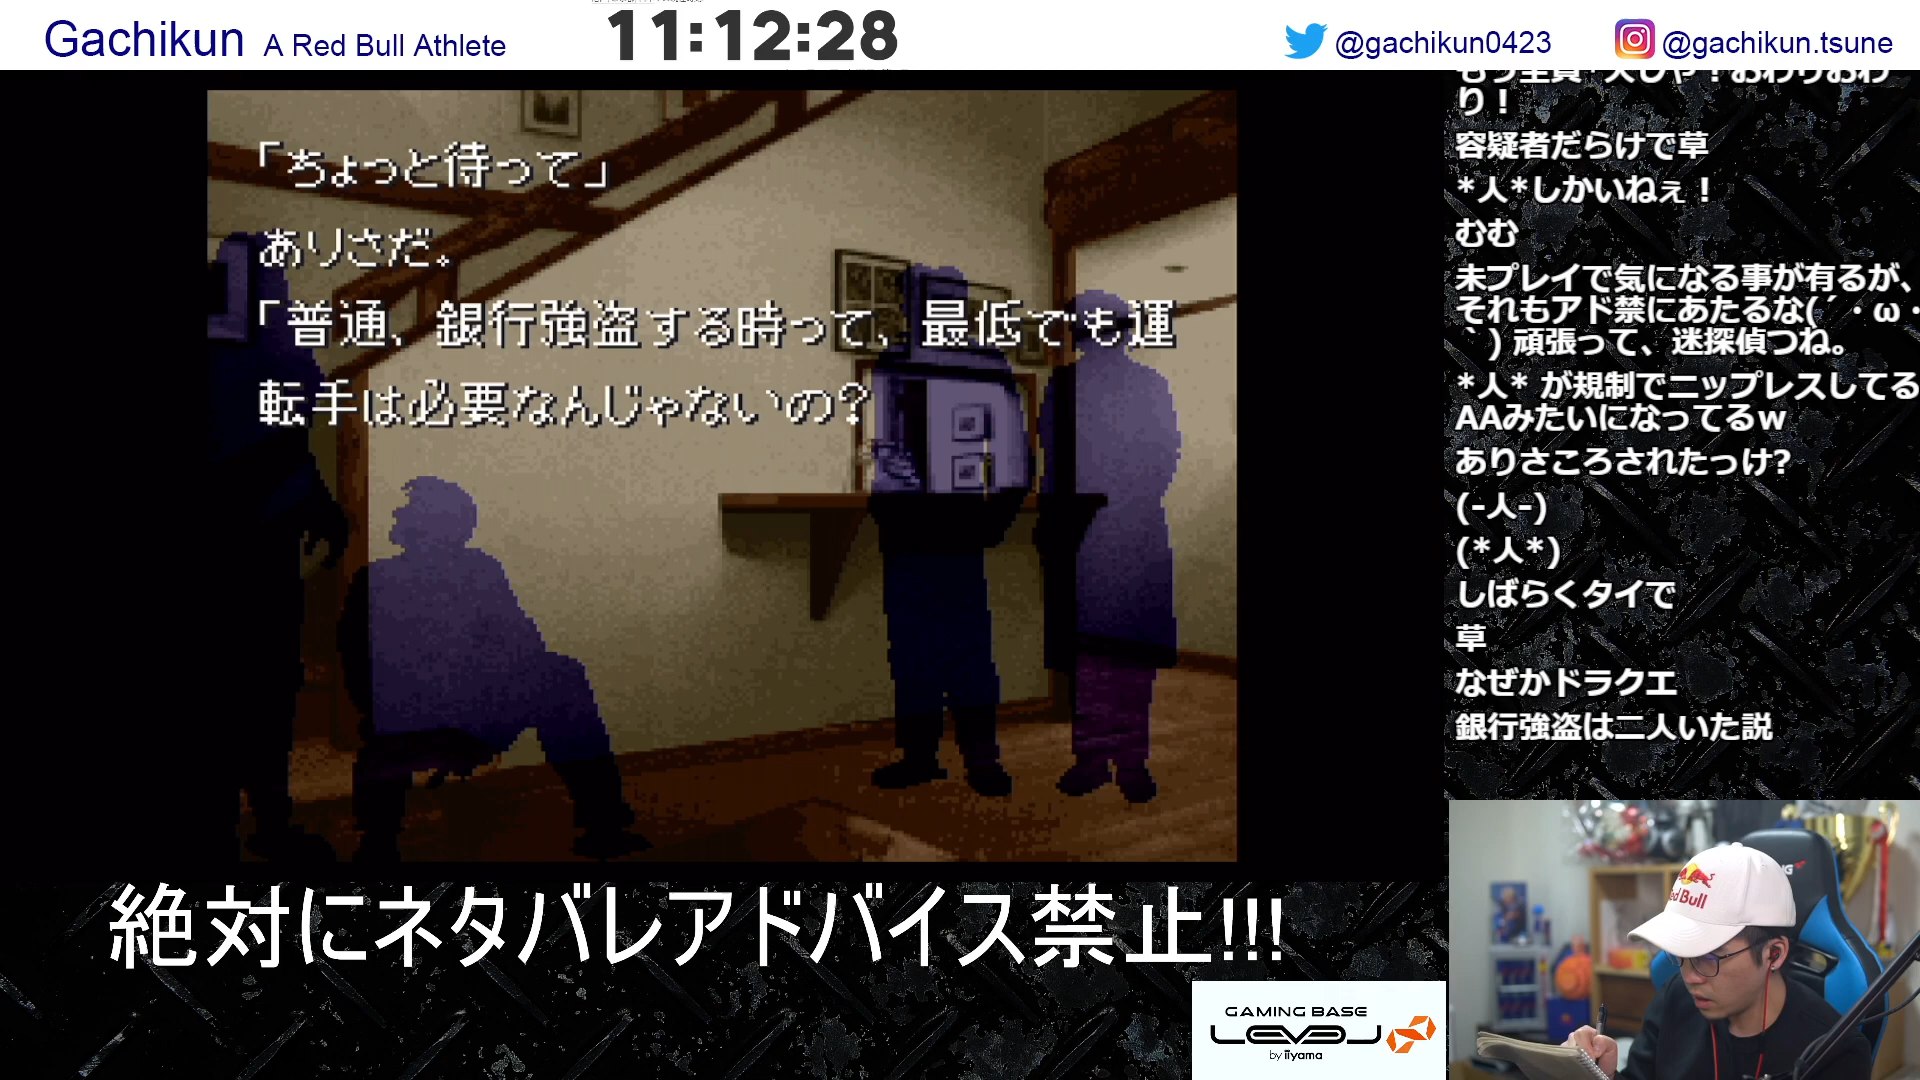 Gachikun A Red Bull Athlete
11:12:28
@gachikun0423
@gachikun.tsune
「ちょっと待って」
ありさだ。
「普通、銀行強盗する時って、最低でも運
転手は必要なんじゃないの?
り!
容疑者だらけで草
*人*しかいねぇ!
むむ
未プレイで気になる事が有るが、
それもアド禁にあたるな(´・ω・
`) 頑張って、迷探偵つね。
*人* が規制でニップレスしてる
AAみたいになってるw
ありさころされたっけ?
(-人-)
(*人*)
しばらくタイで
草
なぜかドラクエ
銀行強盗は二人いた説
絶対にネタバレアドバイス禁止!!!
GAMING BASE
LEVEL
by iiyama
Red Bull